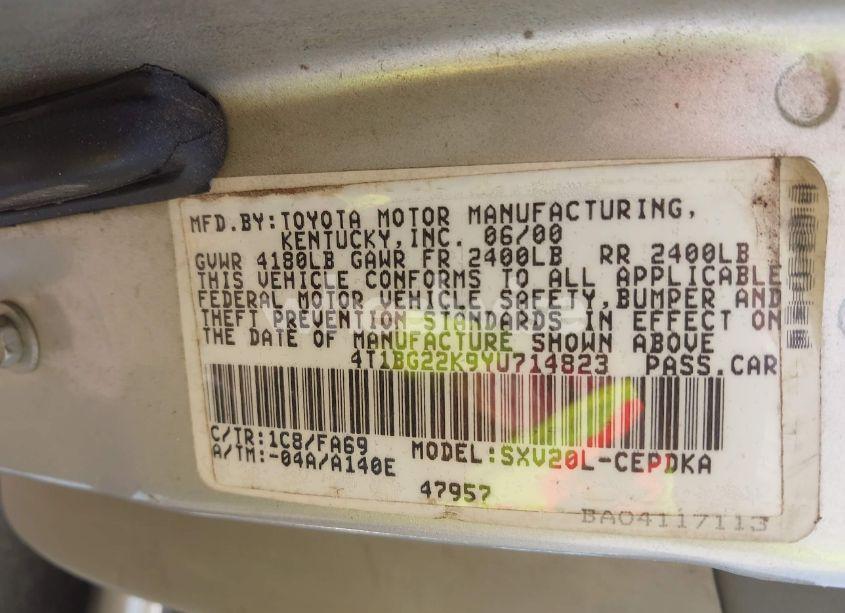 MFD.BY:TOYOTA MOTOR MANUFACTURING,
KENTUCKY,INC. 06/00
GVWR 4180LB GAWR FR 2400LB RR 2400LB
THIS VEHICLE CONFORMS TO ALL APPLICABLE
FEDERAL MOTOR VEHICLE SAFETY,BUMPER AND
THEFT PREVENTION STANDARDS IN EFFECT ON
THE DATE OF MANUFACTURE SHOWN ABOVE
4T1BG22K9YU714823 PASS.CAR
C/TR:1C8/FA69 MODEL:SXV20L-CEPDKA
A/TM:-04A/A140E
47957
BA04117113